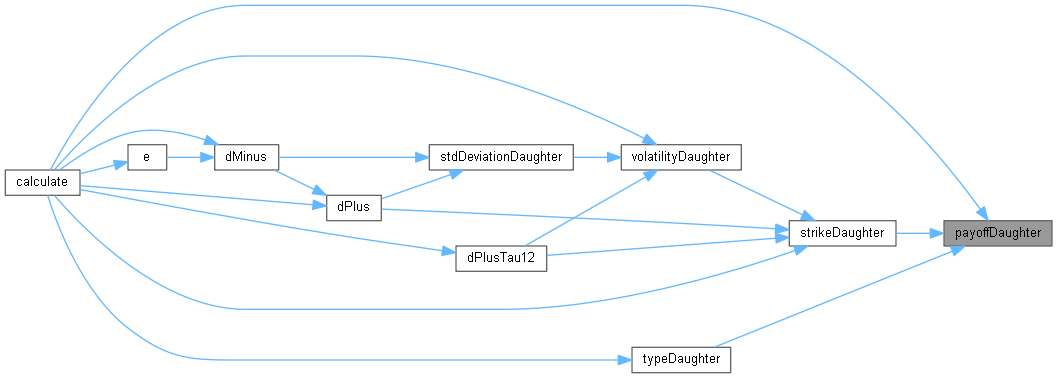 calculate
e
dMinus
dPlus
stdDeviationDaughter
dPlusTau12
volatilityDaughter
typeDaughter
strikeDaughter
payoffDaughter